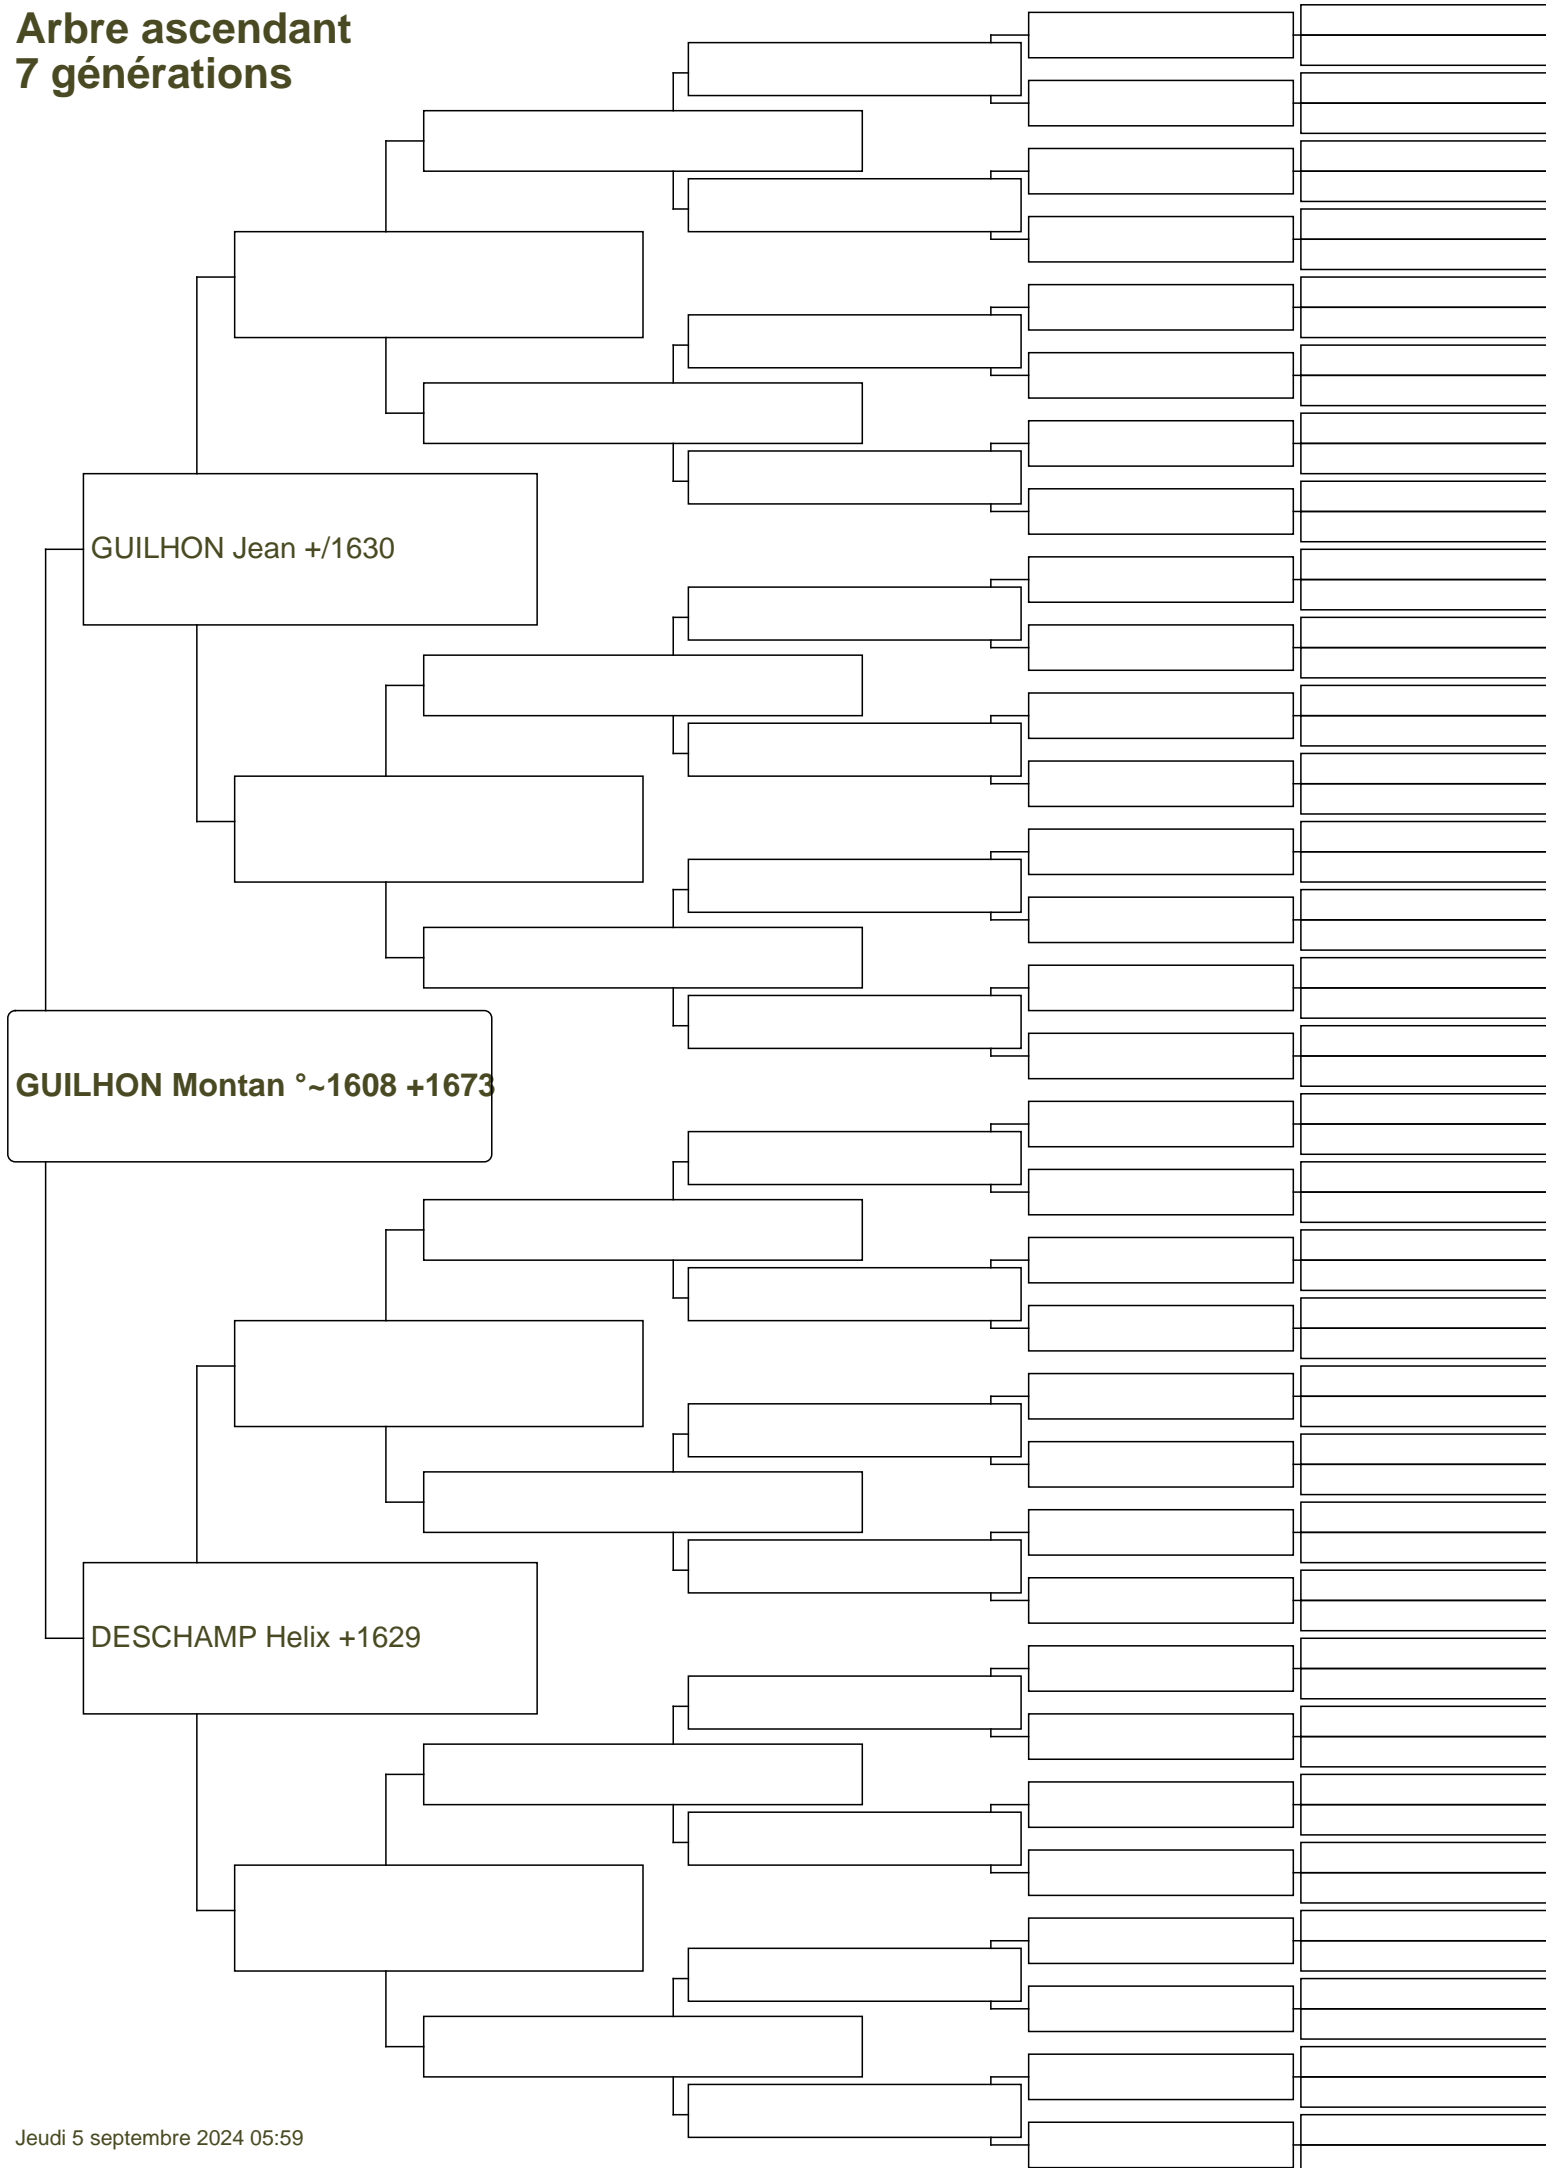 Arbre ascendant
7 générations
GUILHON Jean +/1630
GUILHON Montan °~1608 +1673
DESCHAMP Helix +1629
Jeudi 5 septembre 2024 05:59